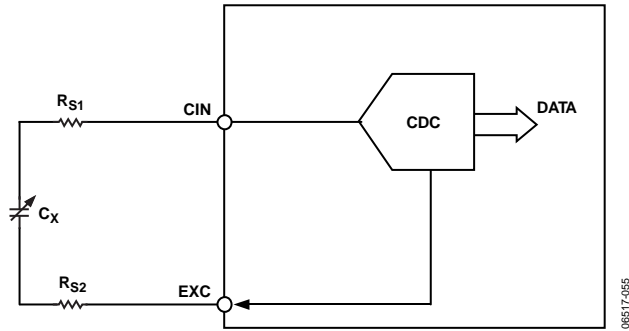 RS1
CIN
CDC
DATA
CX
RS2
EXC
06517-055